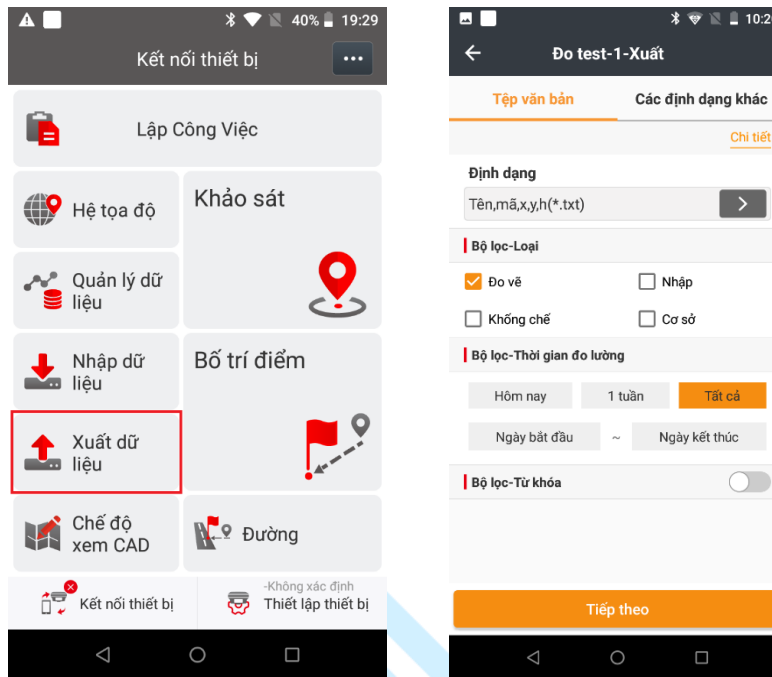 40% 19:29
Kết nối thiết bị
Lập Công Việc
Hệ tọa độ
Khảo sát
Quản lý dữ
liệu
Nhập dữ
liệu
Bố trí điểm
Xuất dữ
liệu
Chế độ
xem CAD
Đường
Kết nối thiết bị
-Không xác định
Thiết lập thiết bị
Đo test-1-Xuất
Tệp văn bản Các định dạng khác
Chi tiết
Định dạng
Tên,mã,x,y,h(*.txt)
Bộ lọc-Loại
Đo vẽ Nhập
Khống chế Cơ sở
Bộ lọc-Thời gian đo lường
Hôm nay 1 tuần Tất cả
Ngày bắt đầu ~ Ngày kết thúc
Bộ lọc-Từ khóa
Tiếp theo